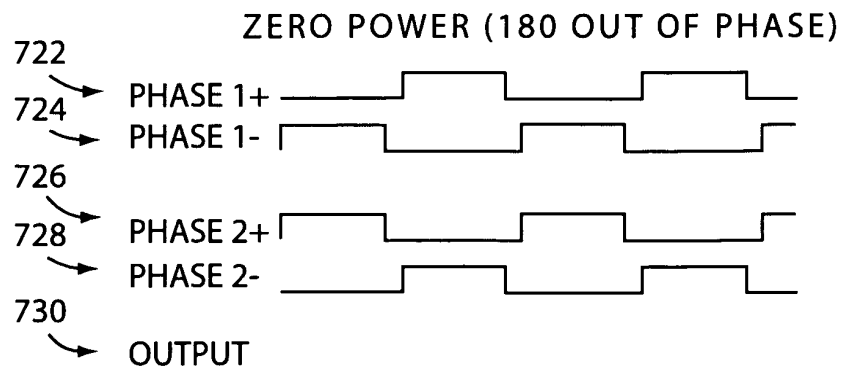 ZERO POWER (180 OUT OF PHASE)
722
PHASE 1+
724
PHASE 1-
726
PHASE 2+
728
PHASE 2-
730
OUTPUT